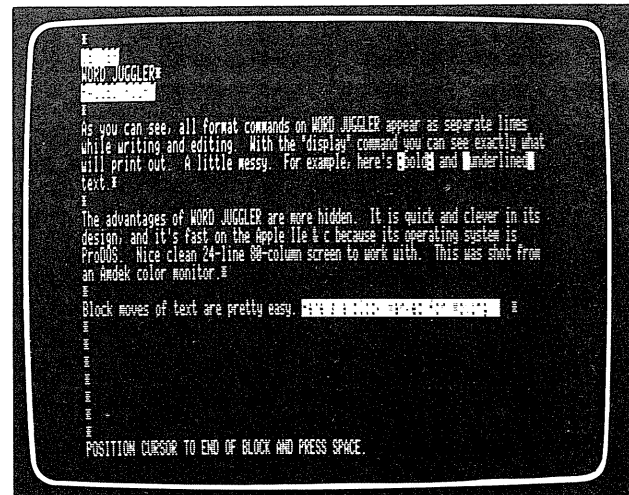 WORD JUGGLER
As you can see, all format commands on WORD JUGGLER appear as separate lines
while writing and editing. With the "display" command you can see exactly what
will print out. A little messy. For example, here's bold and underlined
text.
The advantages of WORD JUGGLER are more hidden. It is quick and clever in its
design, and it's fast on the Apple IIe & c because its operating system is
ProDOS. Nice clean 24-line 80-column screen to work with. This was shot from
an Amdek color monitor.
Block moves of text are pretty easy.
POSITION CURSOR TO END OF BLOCK AND PRESS SPACE.